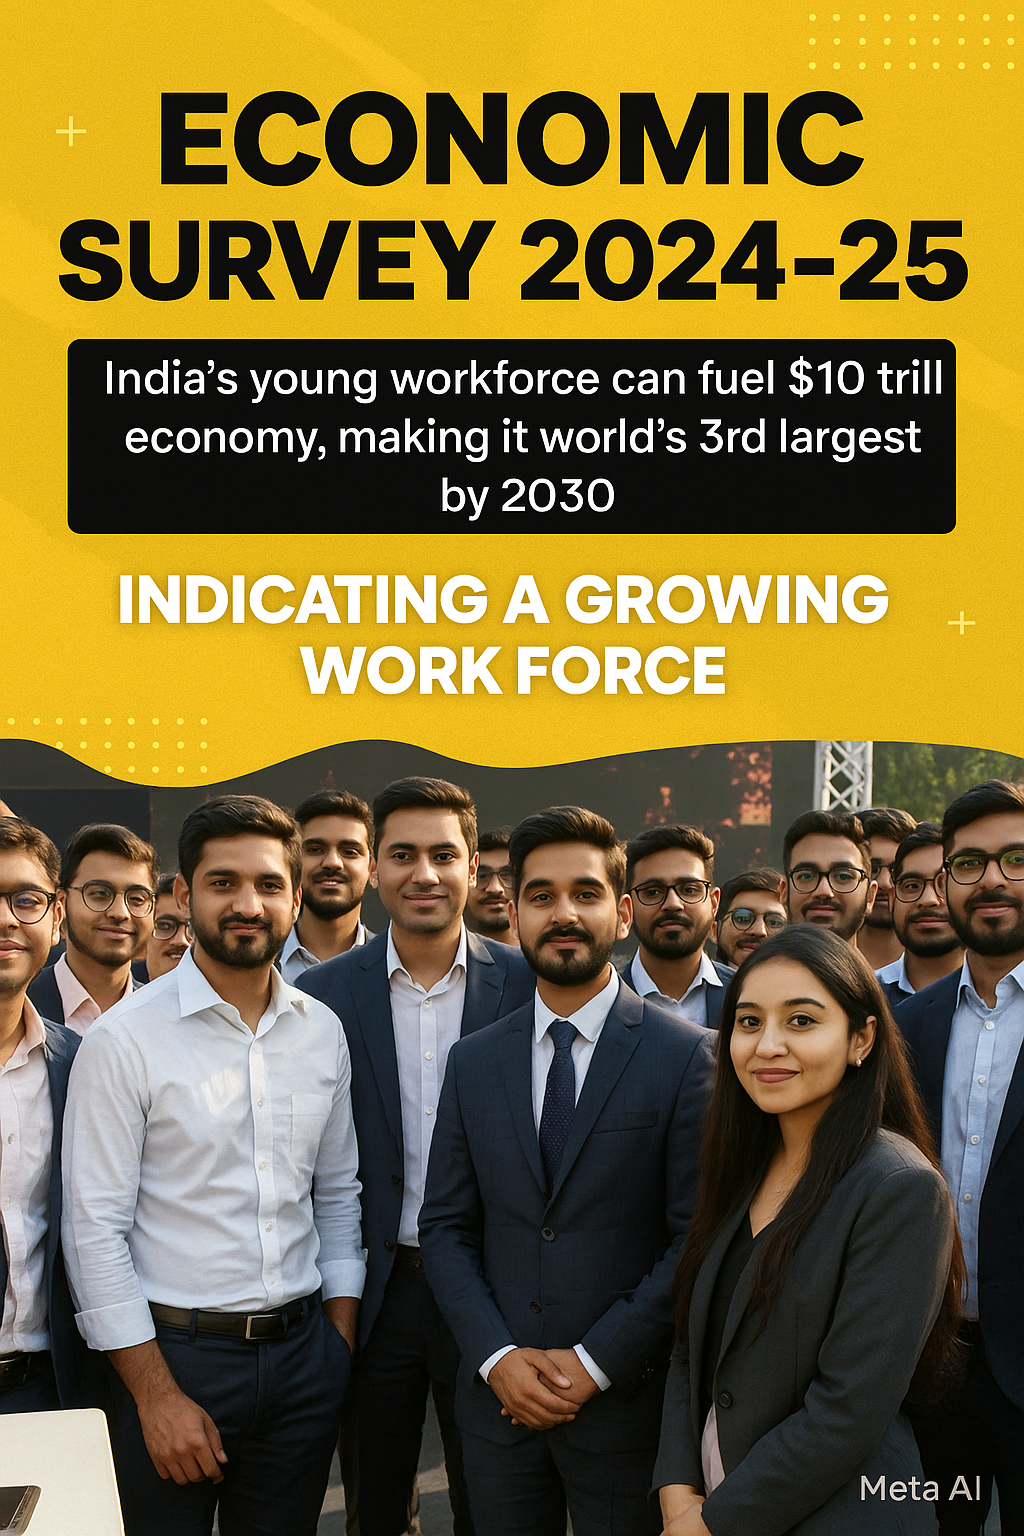 ECONOMIC
SURVEY 2024-25
India's young workforce can fuel $10 trill
economy, making it world's 3rd largest
by 2030
INDICATING A GROWING
WORK FORCE
Meta AI